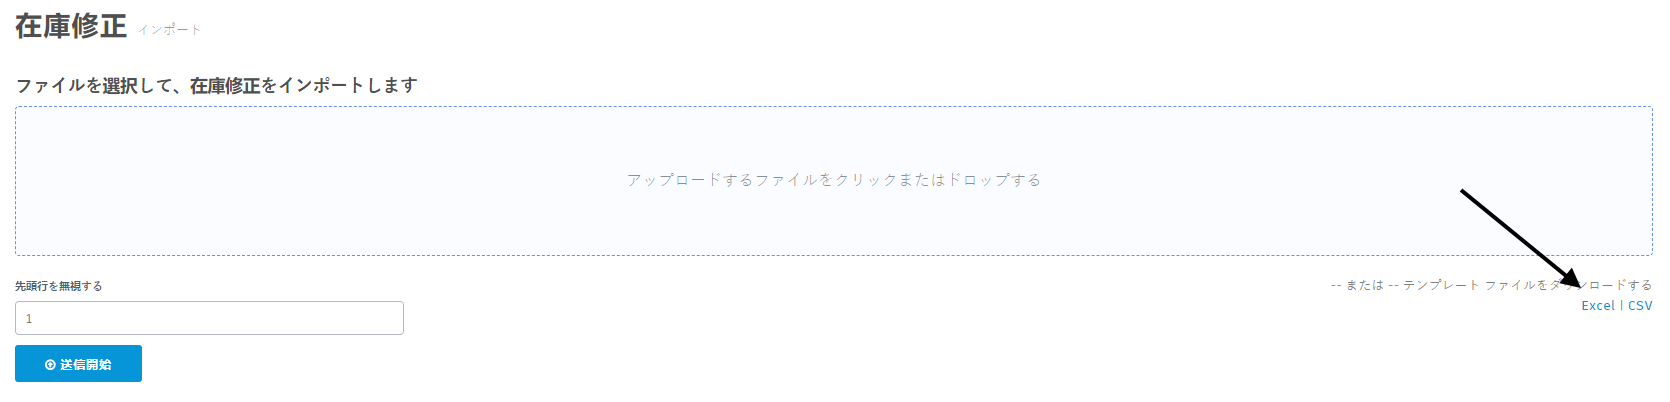 在庫修正 インポート
ファイルを選択して、在庫修正をインポートします
アップロードするファイルをクリックまたはドロップする
先頭行を無視する
-- または -- テンプレート ファイルをダウンロードする
1
Excel | CSV
送信開始